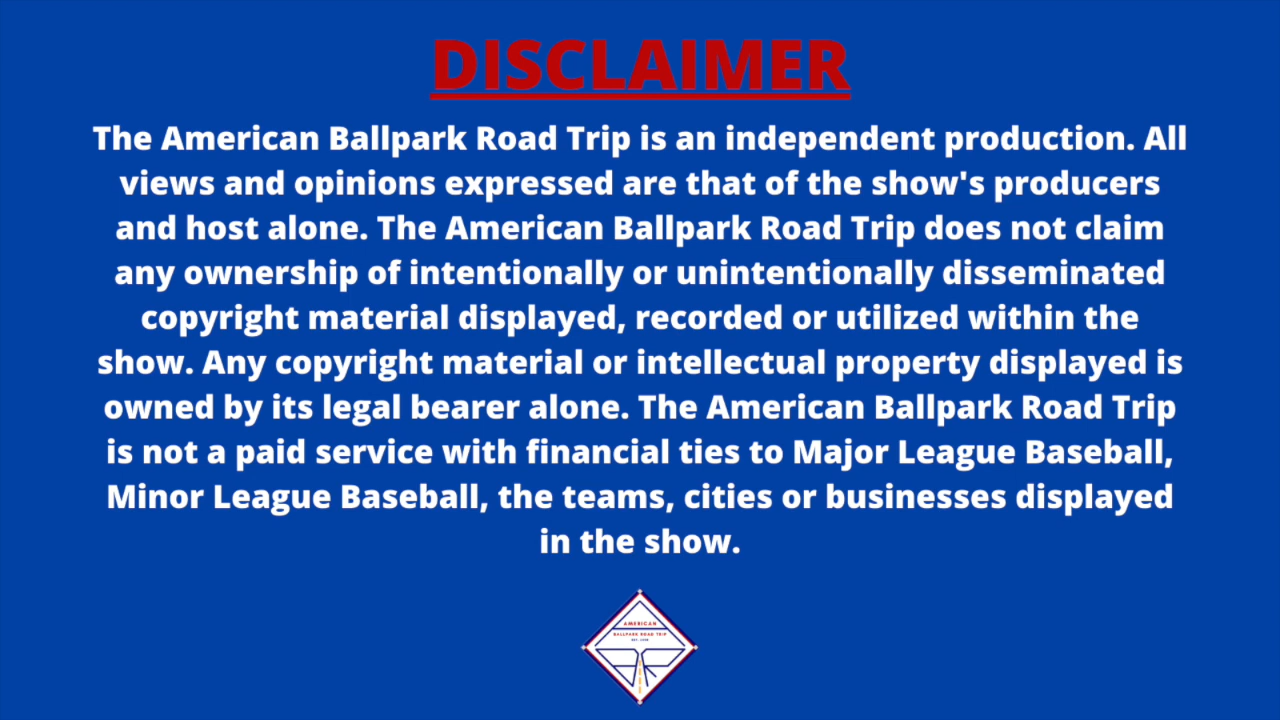 DISCLAIMER
The American Ballpark Road Trip is an independent production. All
views and opinions expressed are that of the show's producers
and host alone. The American Ballpark Road Trip does not claim
any ownership of intentionally or unintentionally disseminated
copyright material displayed, recorded or utilized within the
show. Any copyright material or intellectual property displayed is
owned by its legal bearer alone. The American Ballpark Road Trip
is not a paid service with financial ties to Major League Baseball,
Minor League Baseball, the teams, cities or businesses displayed
in the show.
AMERICAN
BALLPARK ROAD TRIP